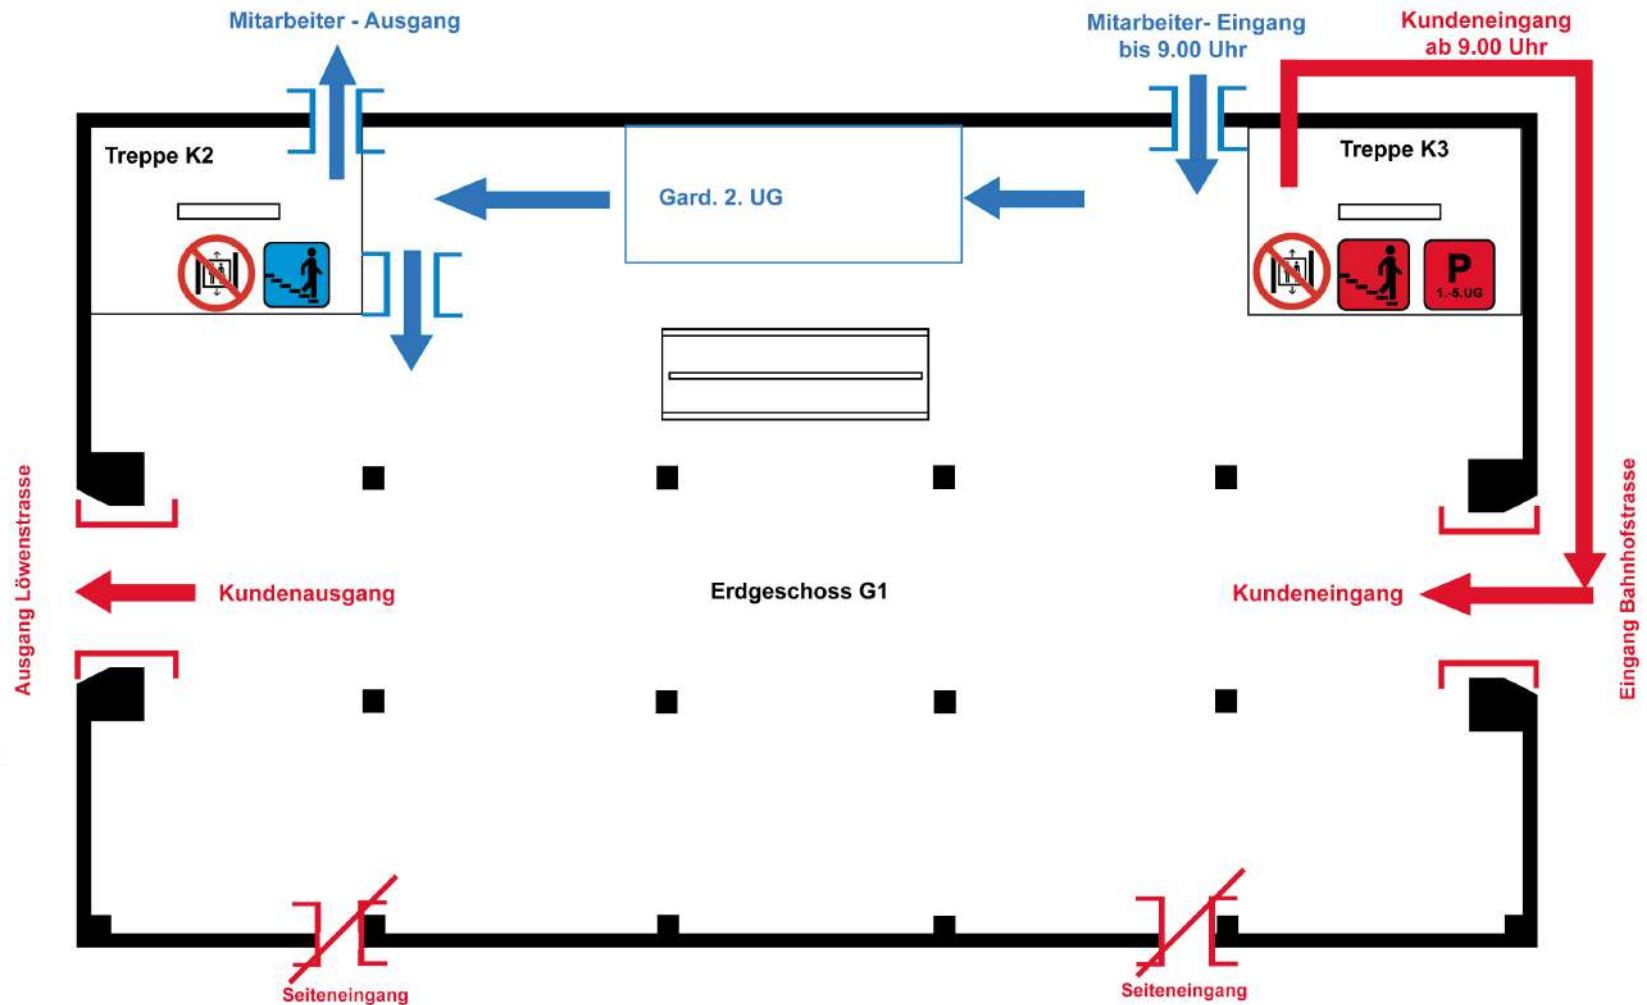 Mitarbeiter - Ausgang
Mitarbeiter- Eingang
bis 9.00 Uhr
Kundeneingang
ab 9.00 Uhr
Treppe K2
Gard. 2. UG
Treppe K3
P
1.-5.UG
Ausgang Löwenstrasse
Kundenausgang
Erdgeschoss G1
Kundeneingang
Eingang Bahnhofstrasse
Seiteneingang
Seiteneingang